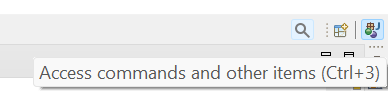 Access commands and other items (Ctrl+3)